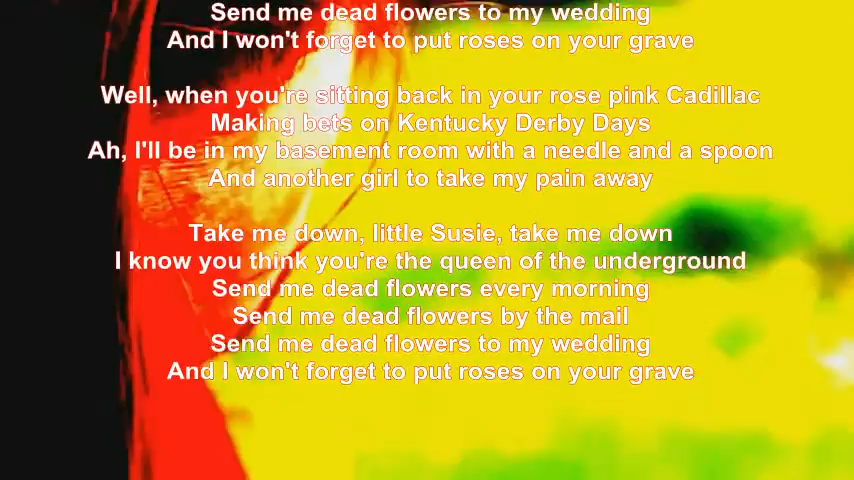 Send me dead flowers to my wedding
And I won't forget to put roses on your grave
Well, when you're sitting back in your rose pink Cadillac
Making bets on Kentucky Derby Days
Ah, I'll be in my basement room with a needle and a spoon
And another girl to take my pain away
Take me down, little Susie, take me down
I know you think you're the queen of the underground
Send me dead flowers every morning
Send me dead flowers by the mail
Send me dead flowers to my wedding
And I won't forget to put roses on your grave